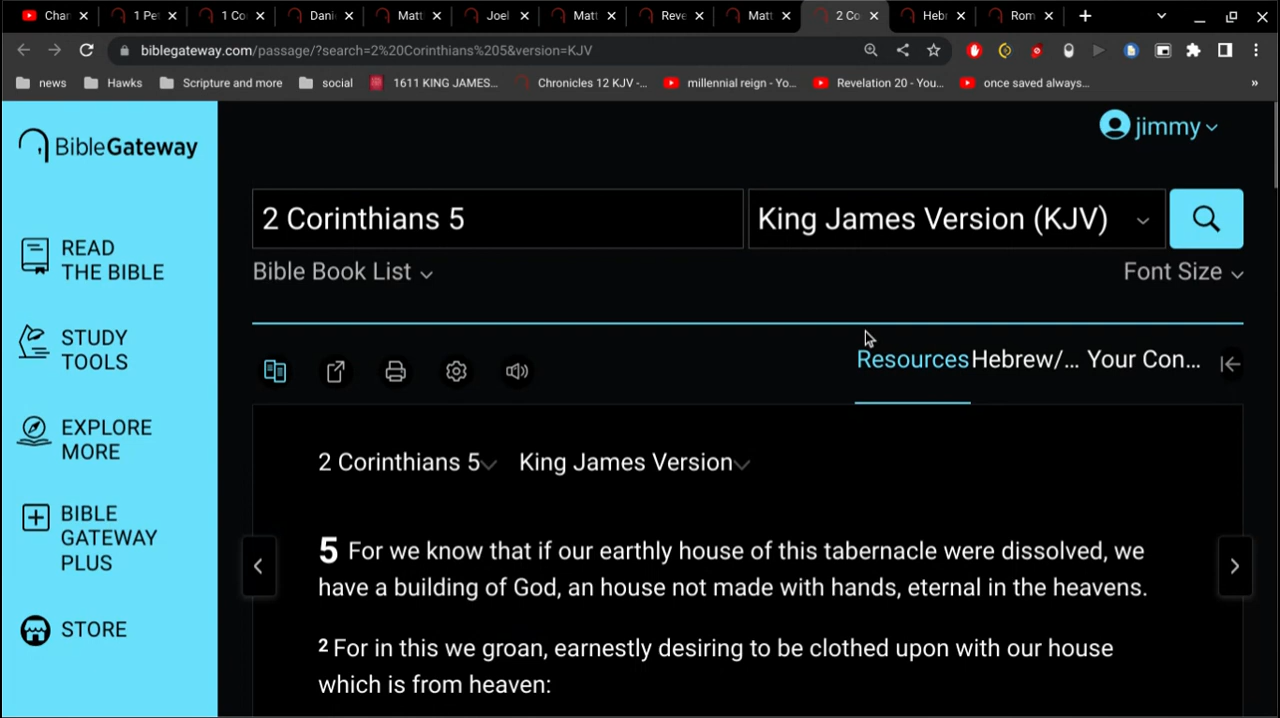 Chan 1 Pe 1 Co Dani Matt Joel Matt Reve Matt 2 Co Heb Rom
biblegateway.com/passage/?search=2%20Corinthians%205&version=KJV
news Hawks Scripture and more social 1611 KING JAMES... Chronicles 12 KJV -... millennial reign - Yo... Revelation 20 - You... once saved always... »
BibleGateway
jimmy
2 Corinthians 5 King James Version (KJV)
Bible Book List Font Size
READ
THE BIBLE
STUDY
TOOLS
EXPLORE
MORE
BIBLE
GATEWAY
PLUS
STORE
Resources Hebrew/... Your Con...
2 Corinthians 5 King James Version
5 For we know that if our earthly house of this tabernacle were dissolved, we
have a building of God, an house not made with hands, eternal in the heavens.
2 For in this we groan, earnestly desiring to be clothed upon with our house
which is from heaven: